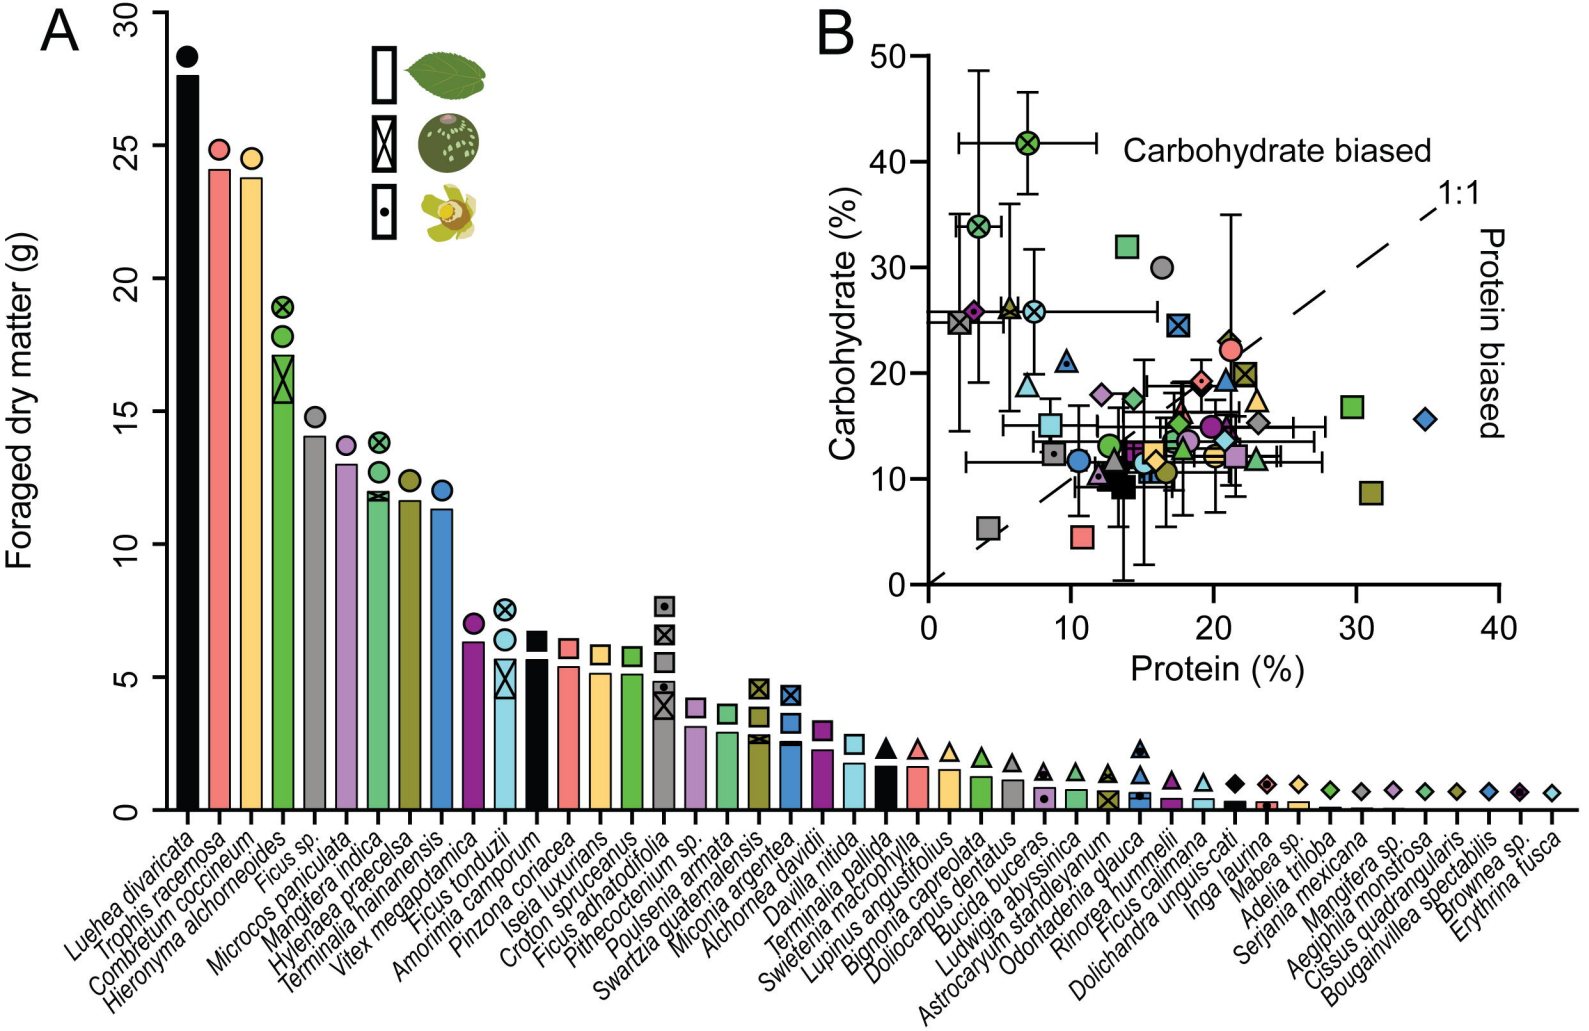 A
Foraged dry matter (g)
30
25
20
15
10
5
0
Luehea divaricata
Trophis racemosa
Combretum coccineum
Hieronyma alchorneoides
Ficus sp.
Microcos paniculata
Mangifera indica
Hylenaea praecelsa
Terminalia hainanensis
Vitex megapotamica
Ficus tonduzii
Amorimia camporum
Pinzona coriacea
Iseia luxurians
Croton spruceanus
Ficus adhatodifolia
Pithecoctenium sp.
Poulsenia armata
Swartzia guatemalensis
Miconia argentea
Alchornea davidii
Davilla nitida
Terminalia pallida
Swietenia macrophylla
Lupinus angustifolius
Bignonia capreolata
Doliocarpus dentatus
Bucida buceras
Ludwigia abyssinica
Astrocaryum standleyanum
Odontadenia glauca
Rinorea hummelii
Ficus calimana
Dolichandra unguis-cati
Inga laurina
Mabea sp.
Adelia triloba
Serjania mexicana
Mangifera sp.
Aegiphila monstrosa
Cissus quadrangularis
Bougainvillea spectabilis
Brownea sp.
Erythrina fusca
B
Carbohydrate (%)
50
40
30
20
10
0
Carbohydrate biased
1:1
Protein biased
0
10
20
30
40
Protein (%)